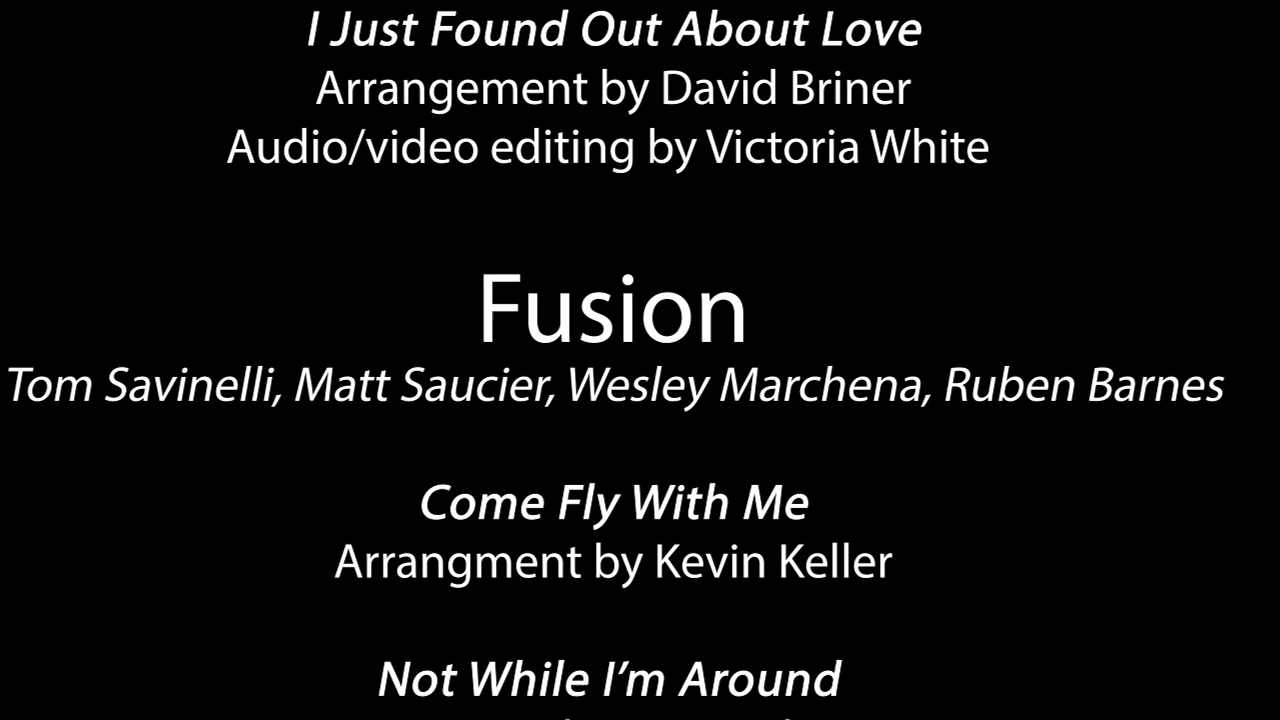 I Just Found Out About Love
Arrangement by David Briner
Audio/video editing by Victoria White
Fusion
Tom Savinelli, Matt Saucier, Wesley Marchena, Ruben Barnes
Come Fly With Me
Arrangment by Kevin Keller
Not While I’m Around